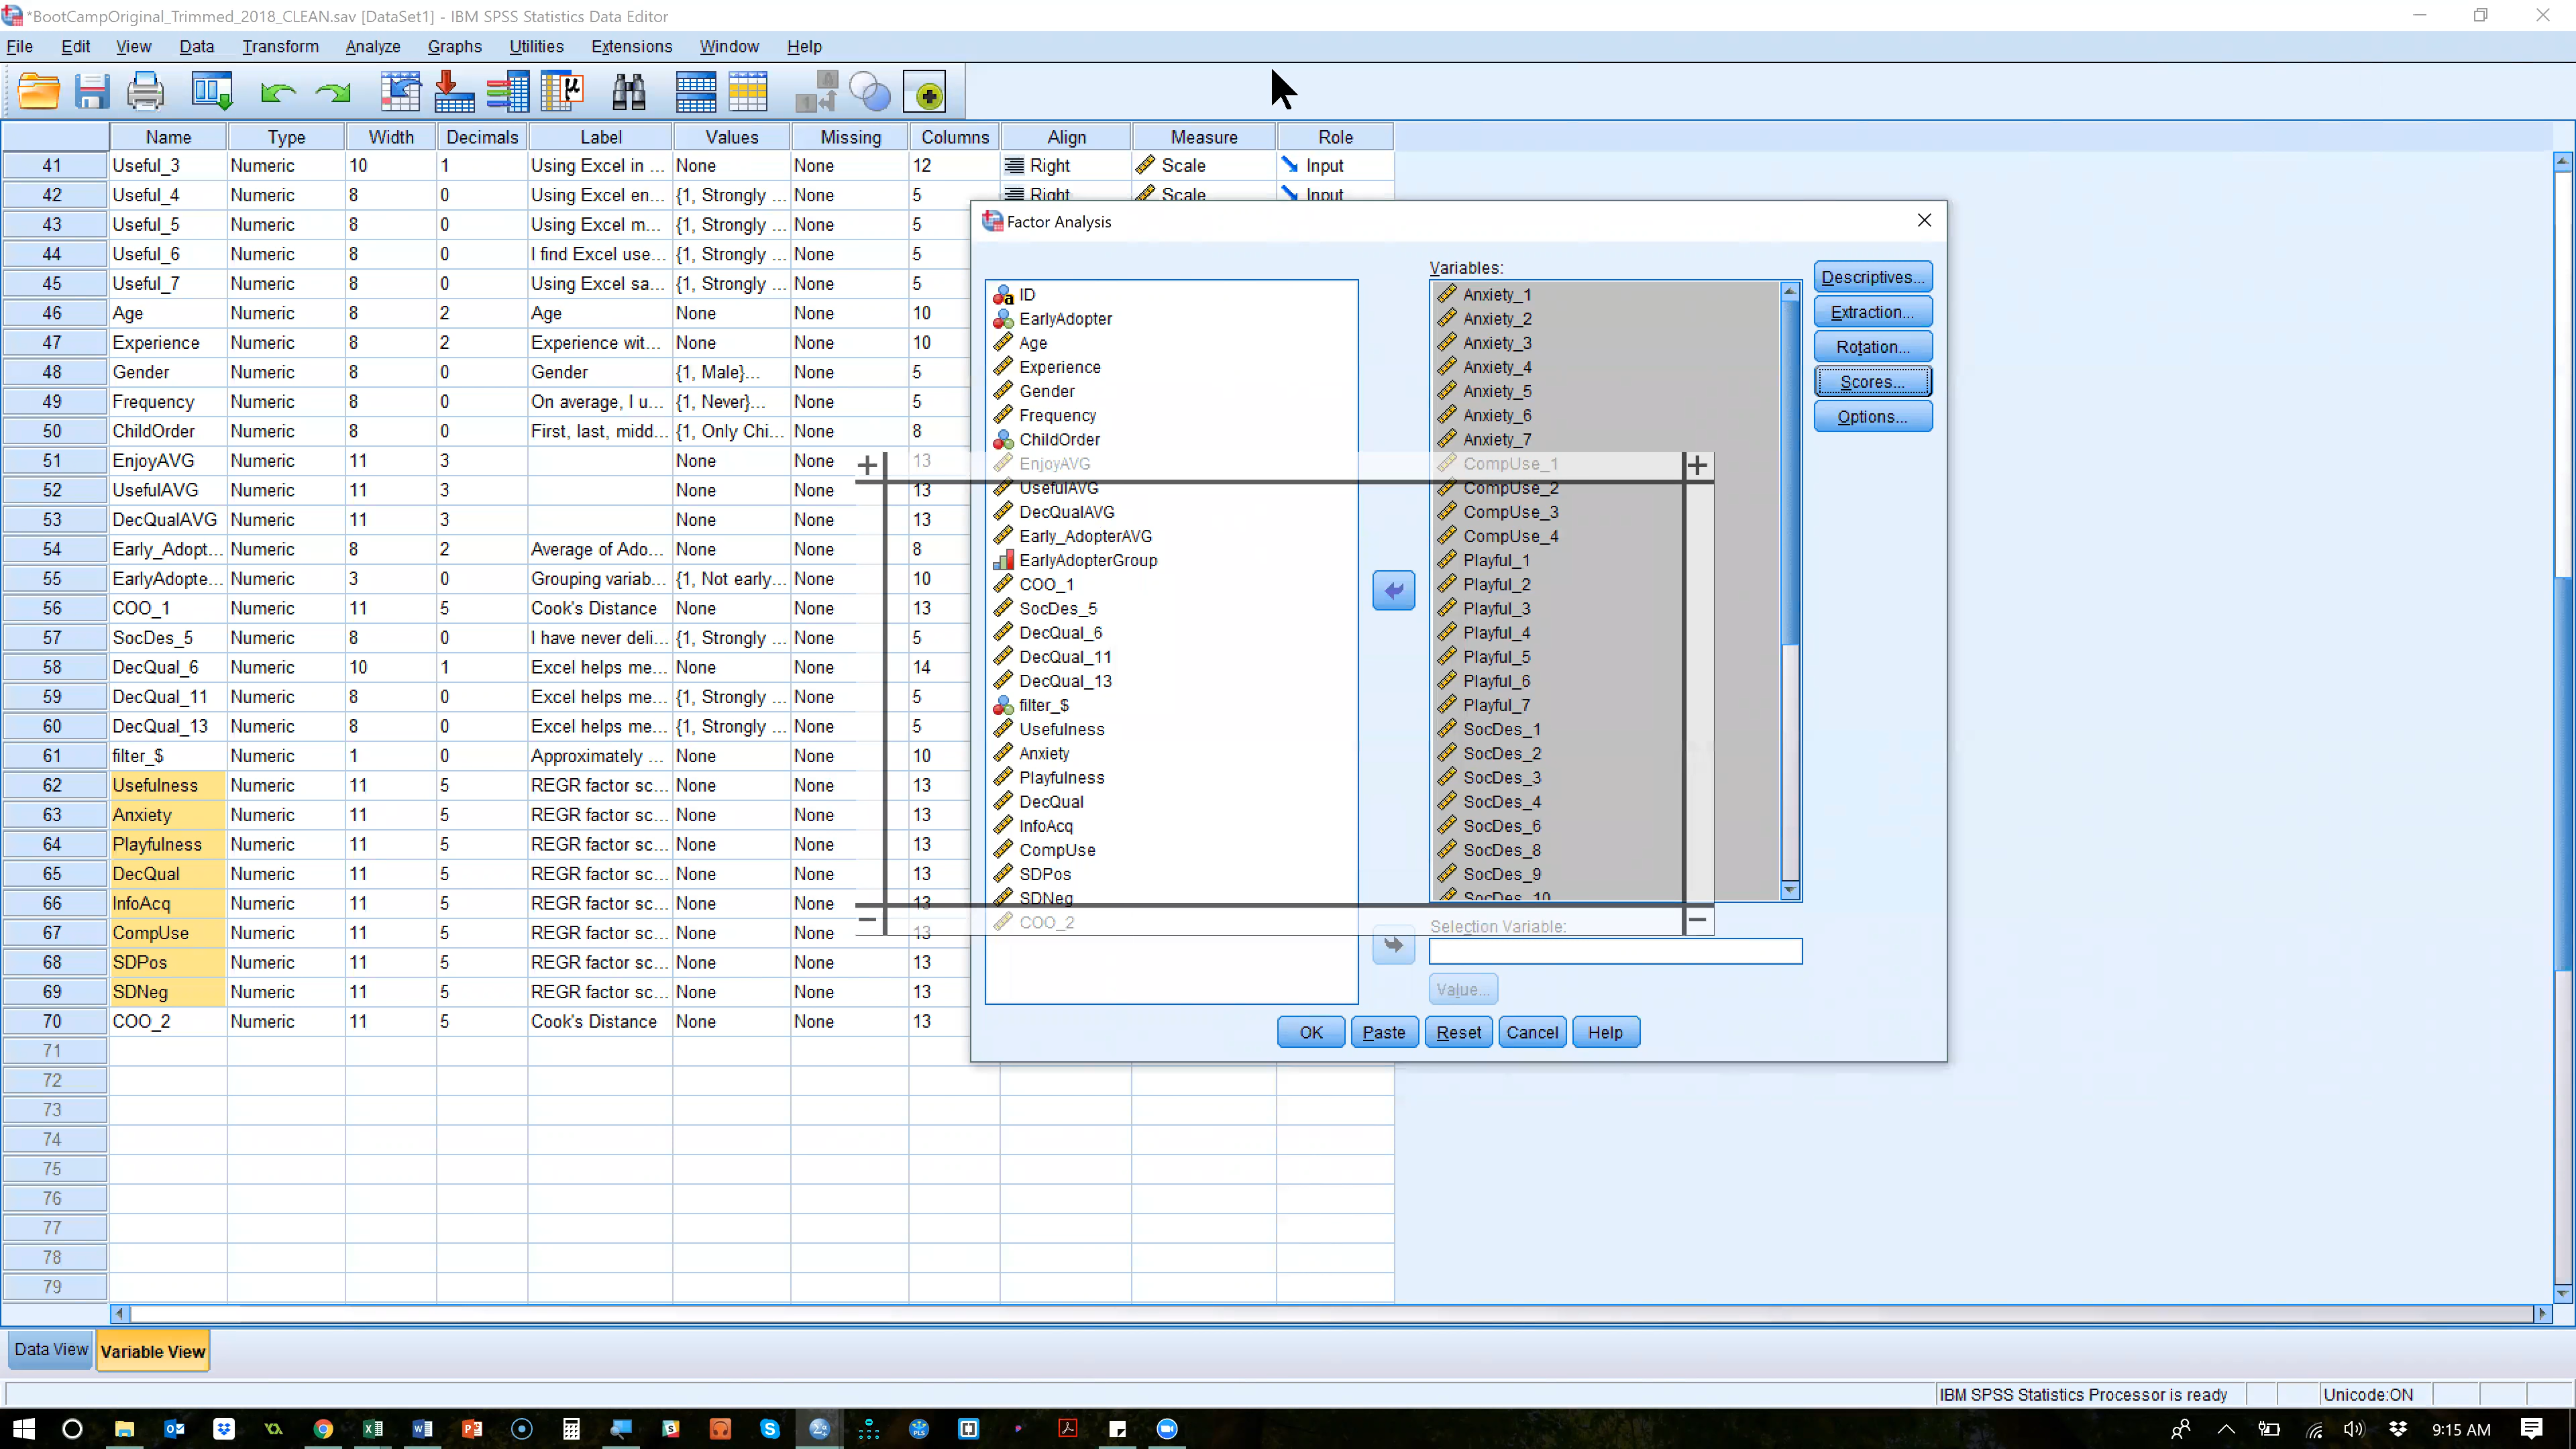 *BootCampOriginal_Trimmed_2018_CLEAN.sav [DataSet1] - IBM SPSS Statistics Data Editor
File Edit View Data Transform Analyze Graphs Utilities Extensions Window Help
Name Type Width Decimals Label Values Missing Columns Align Measure Role
41 Useful_3 Numeric 10 1 Using Excel in ... None None 12 Right Scale Input
42 Useful_4 Numeric 8 0 Using Excel en... {1, Strongly ... None 5 Right Scale Input
43 Useful_5 Numeric 8 0 Using Excel m... {1, Strongly ... None 5
44 Useful_6 Numeric 8 0 I find Excel use... {1, Strongly ... None 5
45 Useful_7 Numeric 8 0 Using Excel sa... {1, Strongly ... None 5
46 Age Numeric 8 2 Age None None 10
47 Experience Numeric 8 2 Experience wit... None None 10
48 Gender Numeric 8 0 Gender {1, Male}... None 5
49 Frequency Numeric 8 0 On average, I u... {1, Never}... None 5
50 ChildOrder Numeric 8 0 First, last, midd... {1, Only Chi... None 8
51 EnjoyAVG Numeric 11 3 None None 13
52 UsefulAVG Numeric 11 3 None None 13
53 DecQualAVG Numeric 11 3 None None 13
54 Early_Adopt... Numeric 8 2 Average of Ado... None None 8
55 EarlyAdopte... Numeric 3 0 Grouping variab... {1, Not early... None 10
56 COO_1 Numeric 11 5 Cook's Distance None None 13
57 SocDes_5 Numeric 8 0 I have never deli... {1, Strongly ... None 5
58 DecQual_6 Numeric 10 1 Excel helps me... None None 14
59 DecQual_11 Numeric 8 0 Excel helps me... {1, Strongly ... None 5
60 DecQual_13 Numeric 8 0 Excel helps me... {1, Strongly ... None 5
61 filter_$ Numeric 1 0 Approximately ... None None 10
62 Usefulness Numeric 11 5 REGR factor sc... None None 13
63 Anxiety Numeric 11 5 REGR factor sc... None None 13
64 Playfulness Numeric 11 5 REGR factor sc... None None 13
65 DecQual Numeric 11 5 REGR factor sc... None None 13
66 InfoAcq Numeric 11 5 REGR factor sc... None None 13
67 CompUse Numeric 11 5 REGR factor sc... None None 13
68 SDPos Numeric 11 5 REGR factor sc... None None 13
69 SDNeg Numeric 11 5 REGR factor sc... None None 13
70 COO_2 Numeric 11 5 Cook's Distance None None 13
71
72
73
74
75
76
77
78
79
Factor Analysis
ID
EarlyAdopter
Age
Experience
Gender
Frequency
ChildOrder
EnjoyAVG
UsefulAVG
DecQualAVG
Early_AdopterAVG
EarlyAdopterGroup
COO_1
SocDes_5
DecQual_6
DecQual_11
DecQual_13
filter_$
Usefulness
Anxiety
Playfulness
DecQual
InfoAcq
CompUse
SDPos
SDNeg
COO_2
Variables:
Anxiety_1
Anxiety_2
Anxiety_3
Anxiety_4
Anxiety_5
Anxiety_6
Anxiety_7
CompUse_1
CompUse_2
CompUse_3
CompUse_4
Playful_1
Playful_2
Playful_3
Playful_4
Playful_5
Playful_6
Playful_7
SocDes_1
SocDes_2
SocDes_3
SocDes_4
SocDes_6
SocDes_8
SocDes_9
SocDes_10
Selection Variable:
Value...
Descriptives...
Extraction...
Rotation...
Scores...
Options...
OK Paste Reset Cancel Help
Data View Variable View
IBM SPSS Statistics Processor is ready Unicode:ON
9:15 AM